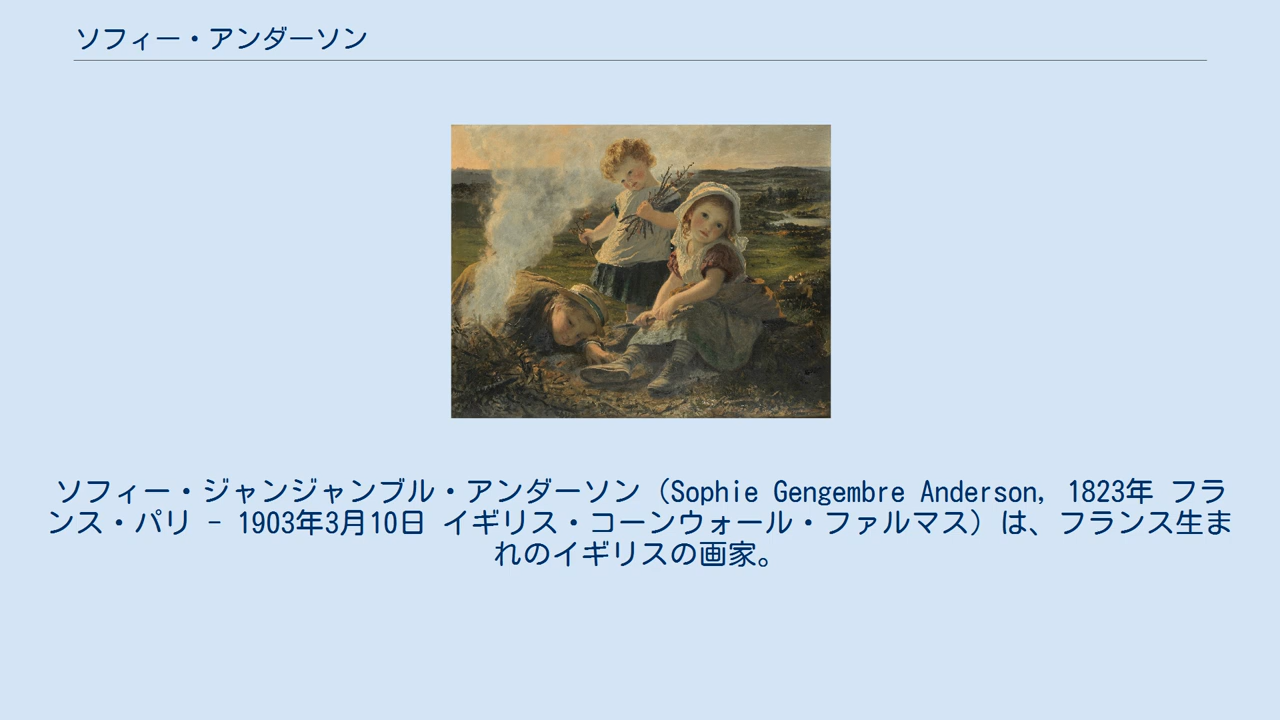 ソフィー・アンダーソン
ソフィー・ジャンジャンブル・アンダーソン（Sophie Gengembre Anderson, 1823年 フラ
ンス・パリ - 1903年3月10日 イギリス・コーンウォール・ファルマス）は、フランス生ま
れのイギリスの画家。